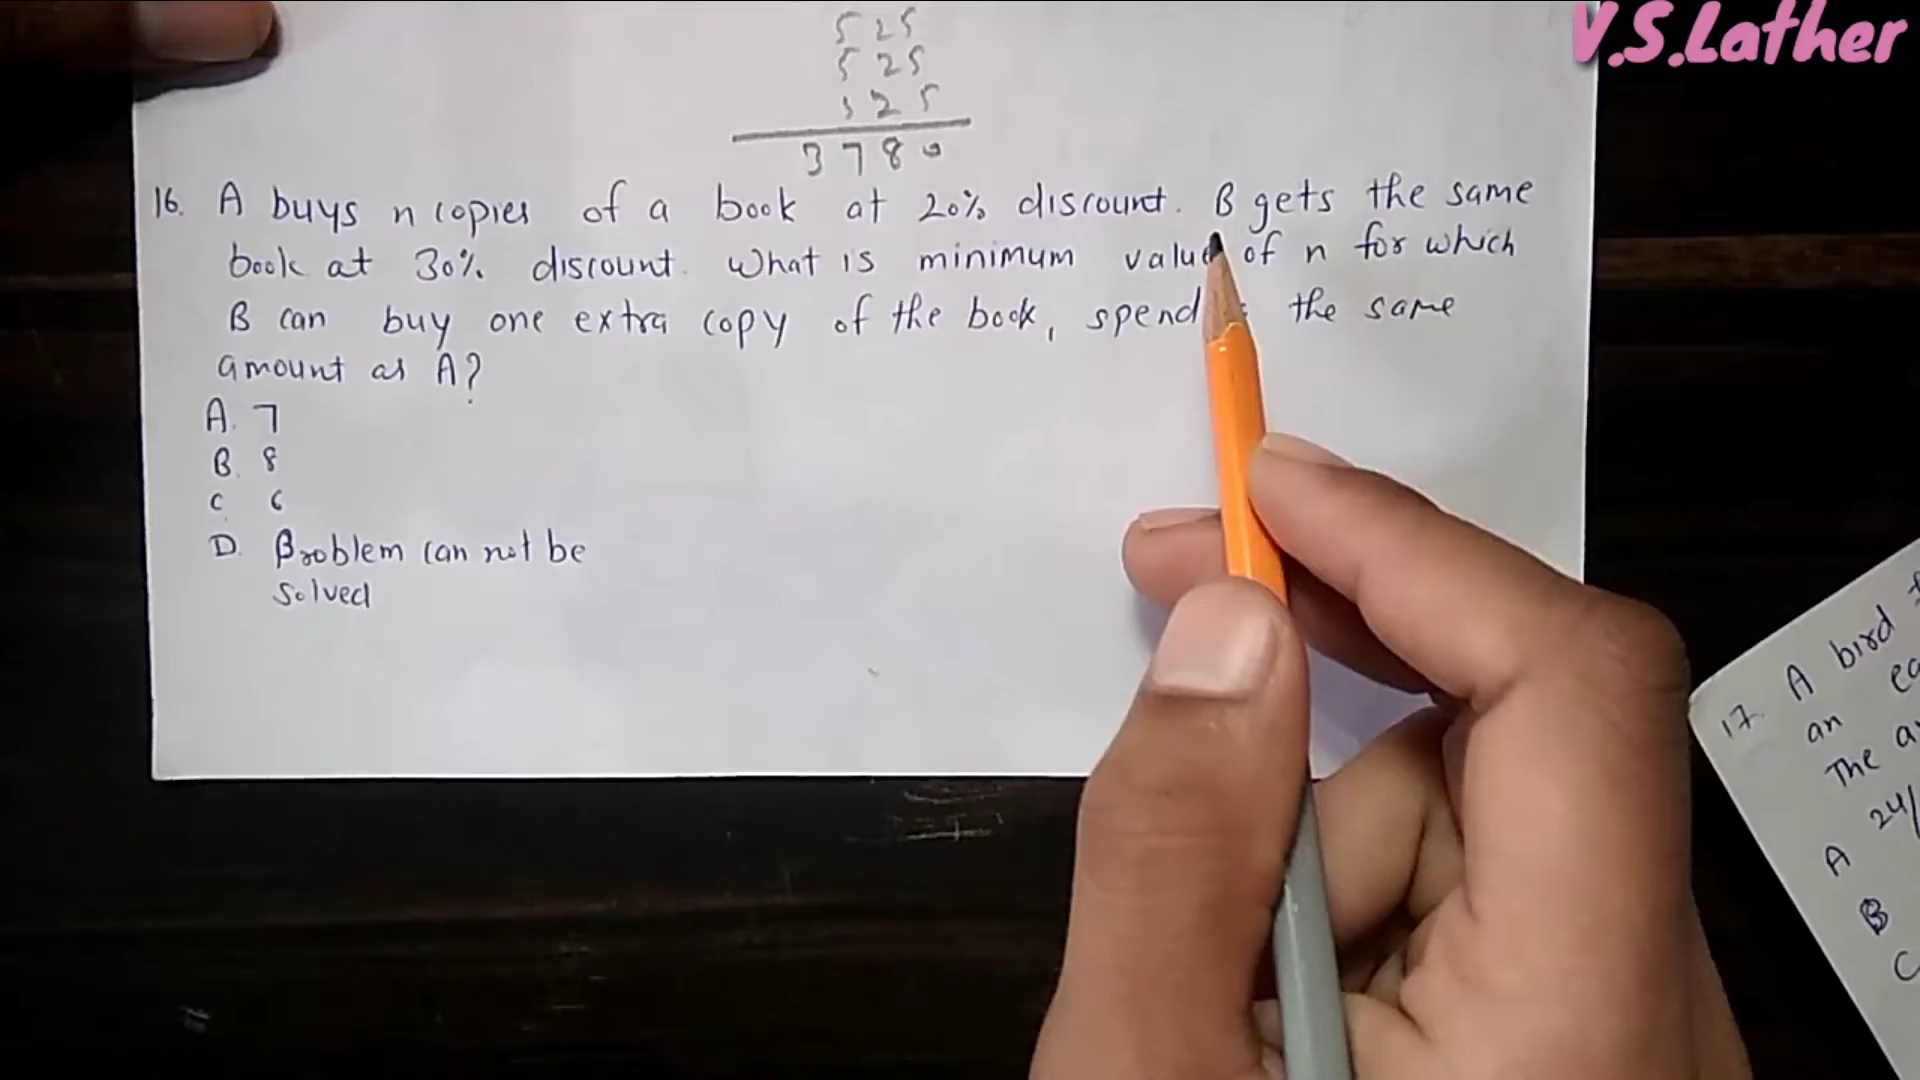 V.S.Lather
525
525
525
3780
16. A buys n copies of a book at 20% discount. B gets the same
book at 30% discount. What is minimum value of n for which
B can buy one extra copy of the book, spend the same
amount as A?
A. 7
B. 8
C. 6
D. Problem can not be
solved
17. A bird
an
The
24/
A
B
C